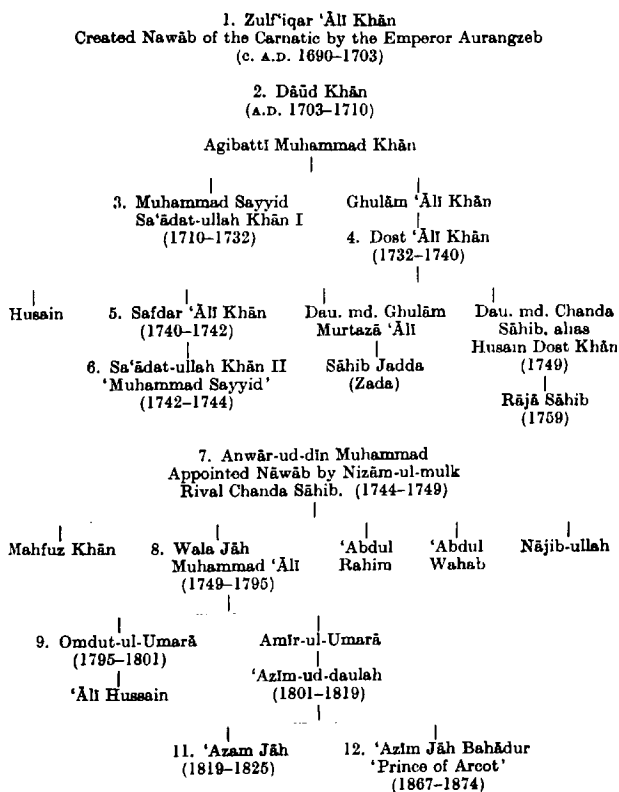 1. Zulfiqar ‘Ālī Khān
Created Nawāb of the Carnatic by the Emperor Aurangzeb
(c. A.D. 1690–1703)
2. Dāūd Khān
(A.D. 1703–1710)
Agibattī Muhammad Khān
3. Muhammad Sayyid
Sa‘ādat-ullah Khān I
(1710–1732)
Ghulām ‘Ālī Khān
4. Dost ‘Ālī Khān
(1732–1740)
Husain
5. Safdar ‘Ālī Khān
(1740–1742)
Dau. md. Ghulām
Murtazā ‘Ālī
Dau. md. Chanda
Sāhib, alias
Husain Dost Khān
(1749)
6. Sa‘ādat-ullah Khān II
‘Muhammad Sayyid’
(1742–1744)
Sāhib Jadda
(Zada)
Rājā Sāhib
(1759)
7. Anwār-ud-dīn Muhammad
Appointed Nāwāb by Nizām-ul-mulk
Rival Chanda Sāhib. (1744–1749)
Mahfuz Khān
8. Wala Jāh
Muhammad ‘Ālī
(1749–1795)
‘Abdul
Rahim
‘Abdul
Wahab
Nājib-ullah
9. Omdut-ul-Umarā
(1795–1801)
Amīr-ul-Umarā
‘Ālī Hussain
‘Azīm-ud-daulah
(1801–1819)
11. ‘Azam Jāh
(1819–1825)
12. ‘Azīm Jāh Bahādur
‘Prince of Arcot’
(1867–1874)